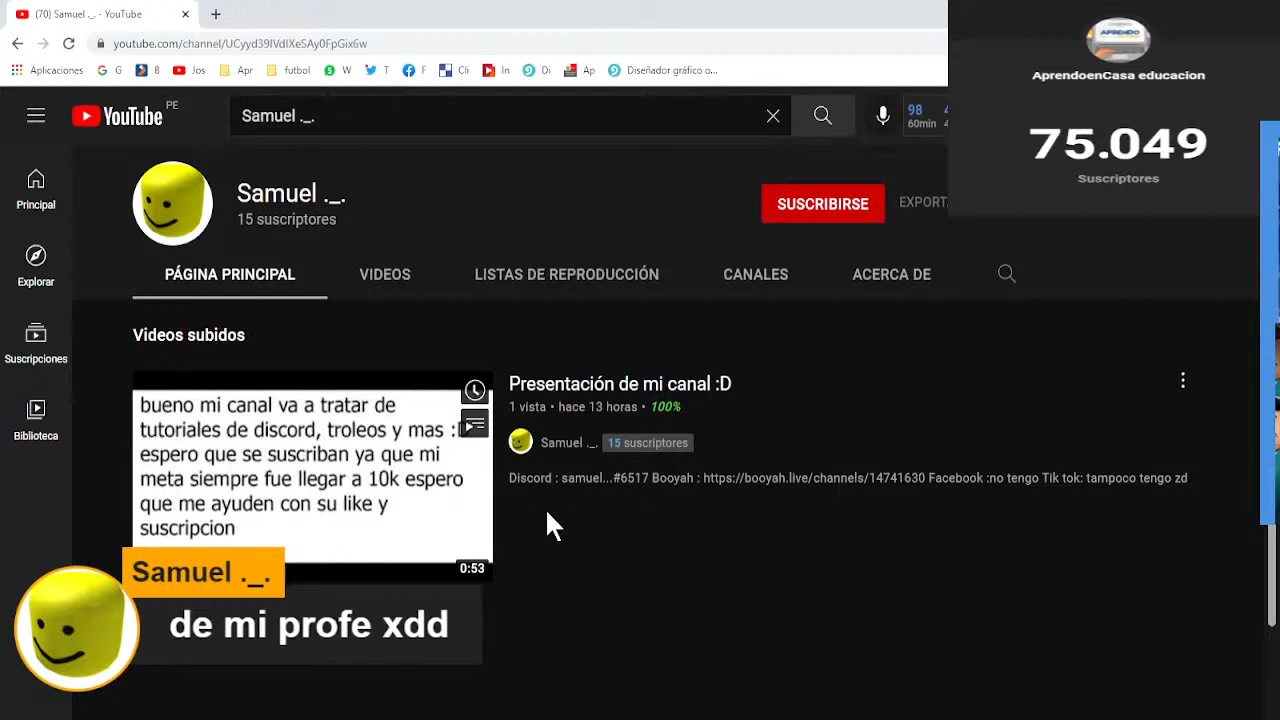 (70) Samuel ._. - YouTube
youtube.com/channel/UCyyd39IVdIXeSAy0FpGix6w
Aplicaciones G B Jos Apr futbol W T F Cli In Di Ap Diseñador gráfico o...
APRENDO
AprendoenCasa educacion
75.049
Suscriptores
YouTube PE
Samuel ._.
98
60min
Principal
Explorar
Suscripciones
Biblioteca
Samuel ._.
15 suscriptores
SUSCRIBIRSE
EXPORT
PÁGINA PRINCIPAL VIDEOS LISTAS DE REPRODUCCIÓN CANALES ACERCA DE
Videos subidos
bueno mi canal va a tratar de
tutoriales de discord, troleos y mas :D
espero que se suscriban ya que mi
meta siempre fue llegar a 10k espero
que me ayuden con su like y
suscripcion
0:53
Presentación de mi canal :D
1 vista • hace 13 horas • 100%
Samuel ._. 15 suscriptores
Discord : samuel...#6517 Booyah : https://booyah.live/channels/14741630 Facebook :no tengo Tik tok: tampoco tengo zd
Samuel ._.
de mi profe xdd